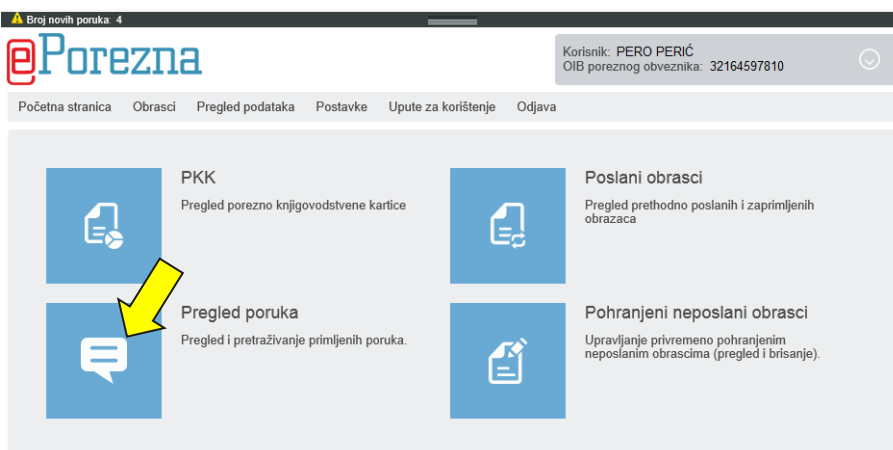 Broj novih poruka: 4
ePorezna
Korisnik: PERO PERIĆ
OIB poreznog obveznika: 32164597810
Početna stranica Obrasci Pregled podataka Postavke Upute za korištenje Odjava
PKK
Pregled porezno knjigovodstvene kartice
Poslani obrasci
Pregled prethodno poslanih i zaprimljenih
obrazaca
Pregled poruka
Pregled i pretraživanje primljenih poruka.
Pohranjeni neposlani obrasci
Upravljanje privremeno pohranjenim
neposlanim obrascima (pregled i brisanje).